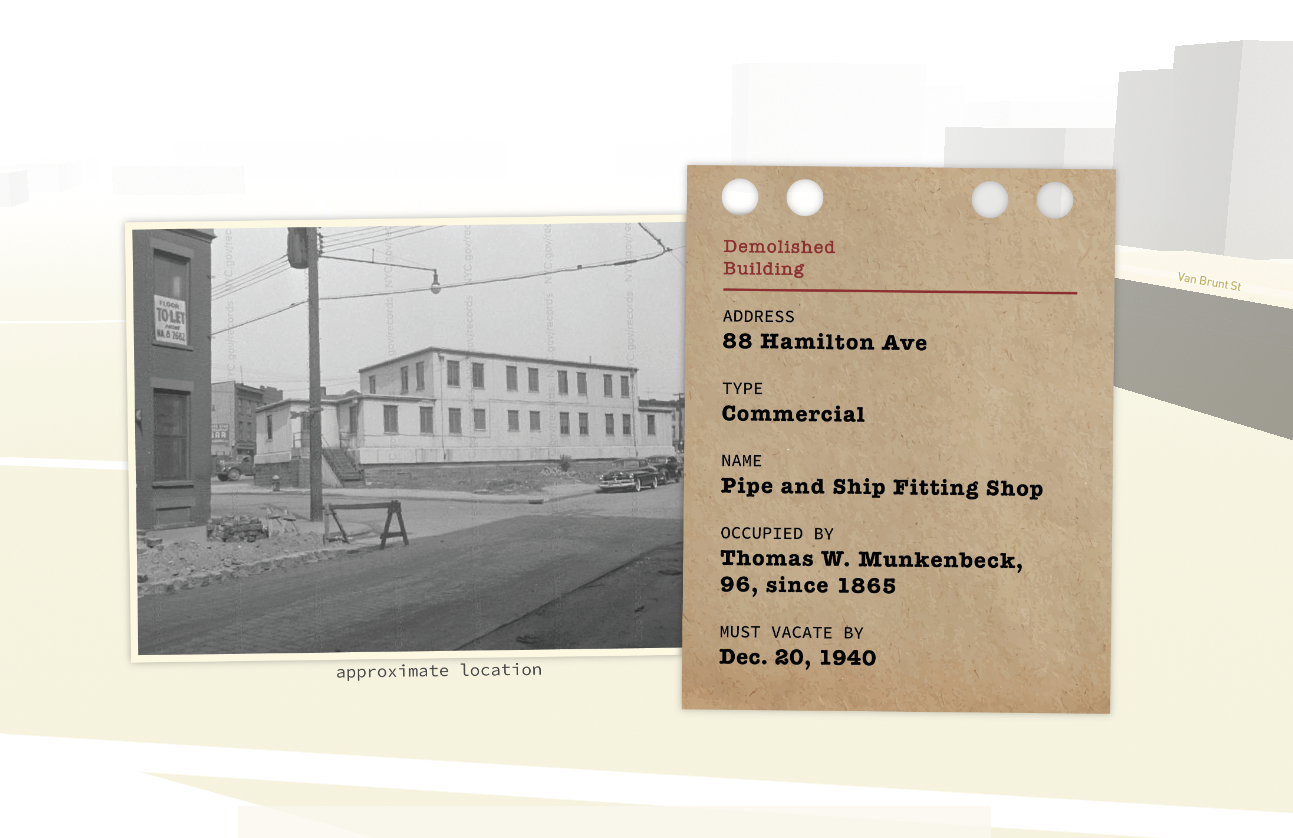 FLOOR
TO LET
Demolished
Building
ADDRESS
88 Hamilton Ave
TYPE
Commercial
NAME
Pipe and Ship Fitting Shop
OCCUPIED BY
Thomas W. Munkenbeck,
96, since 1865
MUST VACATE BY
Dec. 20, 1940
approximate location
Van Brunt St
NYC.gov/records